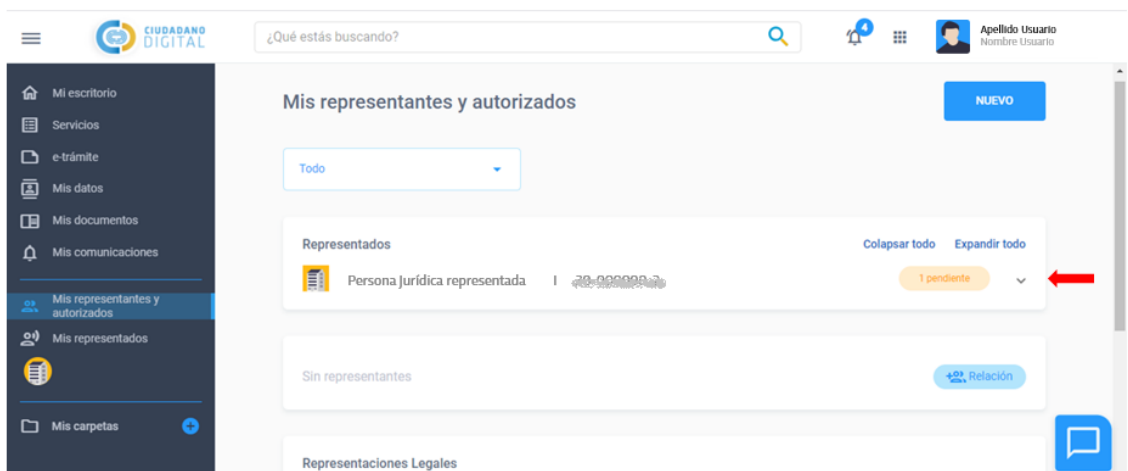 CIUDADANO
DIGITAL
¿Qué estás buscando?
4
Apellido Usuario
Nombre Usuario
Mi escritorio
Servicios
e-trámite
Mis datos
Mis documentos
Mis comunicaciones
Mis representantes y
autorizados
Mis representados
Mis carpetas
Mis representantes y autorizados
NUEVO
Todo
Representados
Colapsar todo
Expandir todo
Persona Jurídica representada |
1 pendiente
Sin representantes
Relación
Representaciones Legales